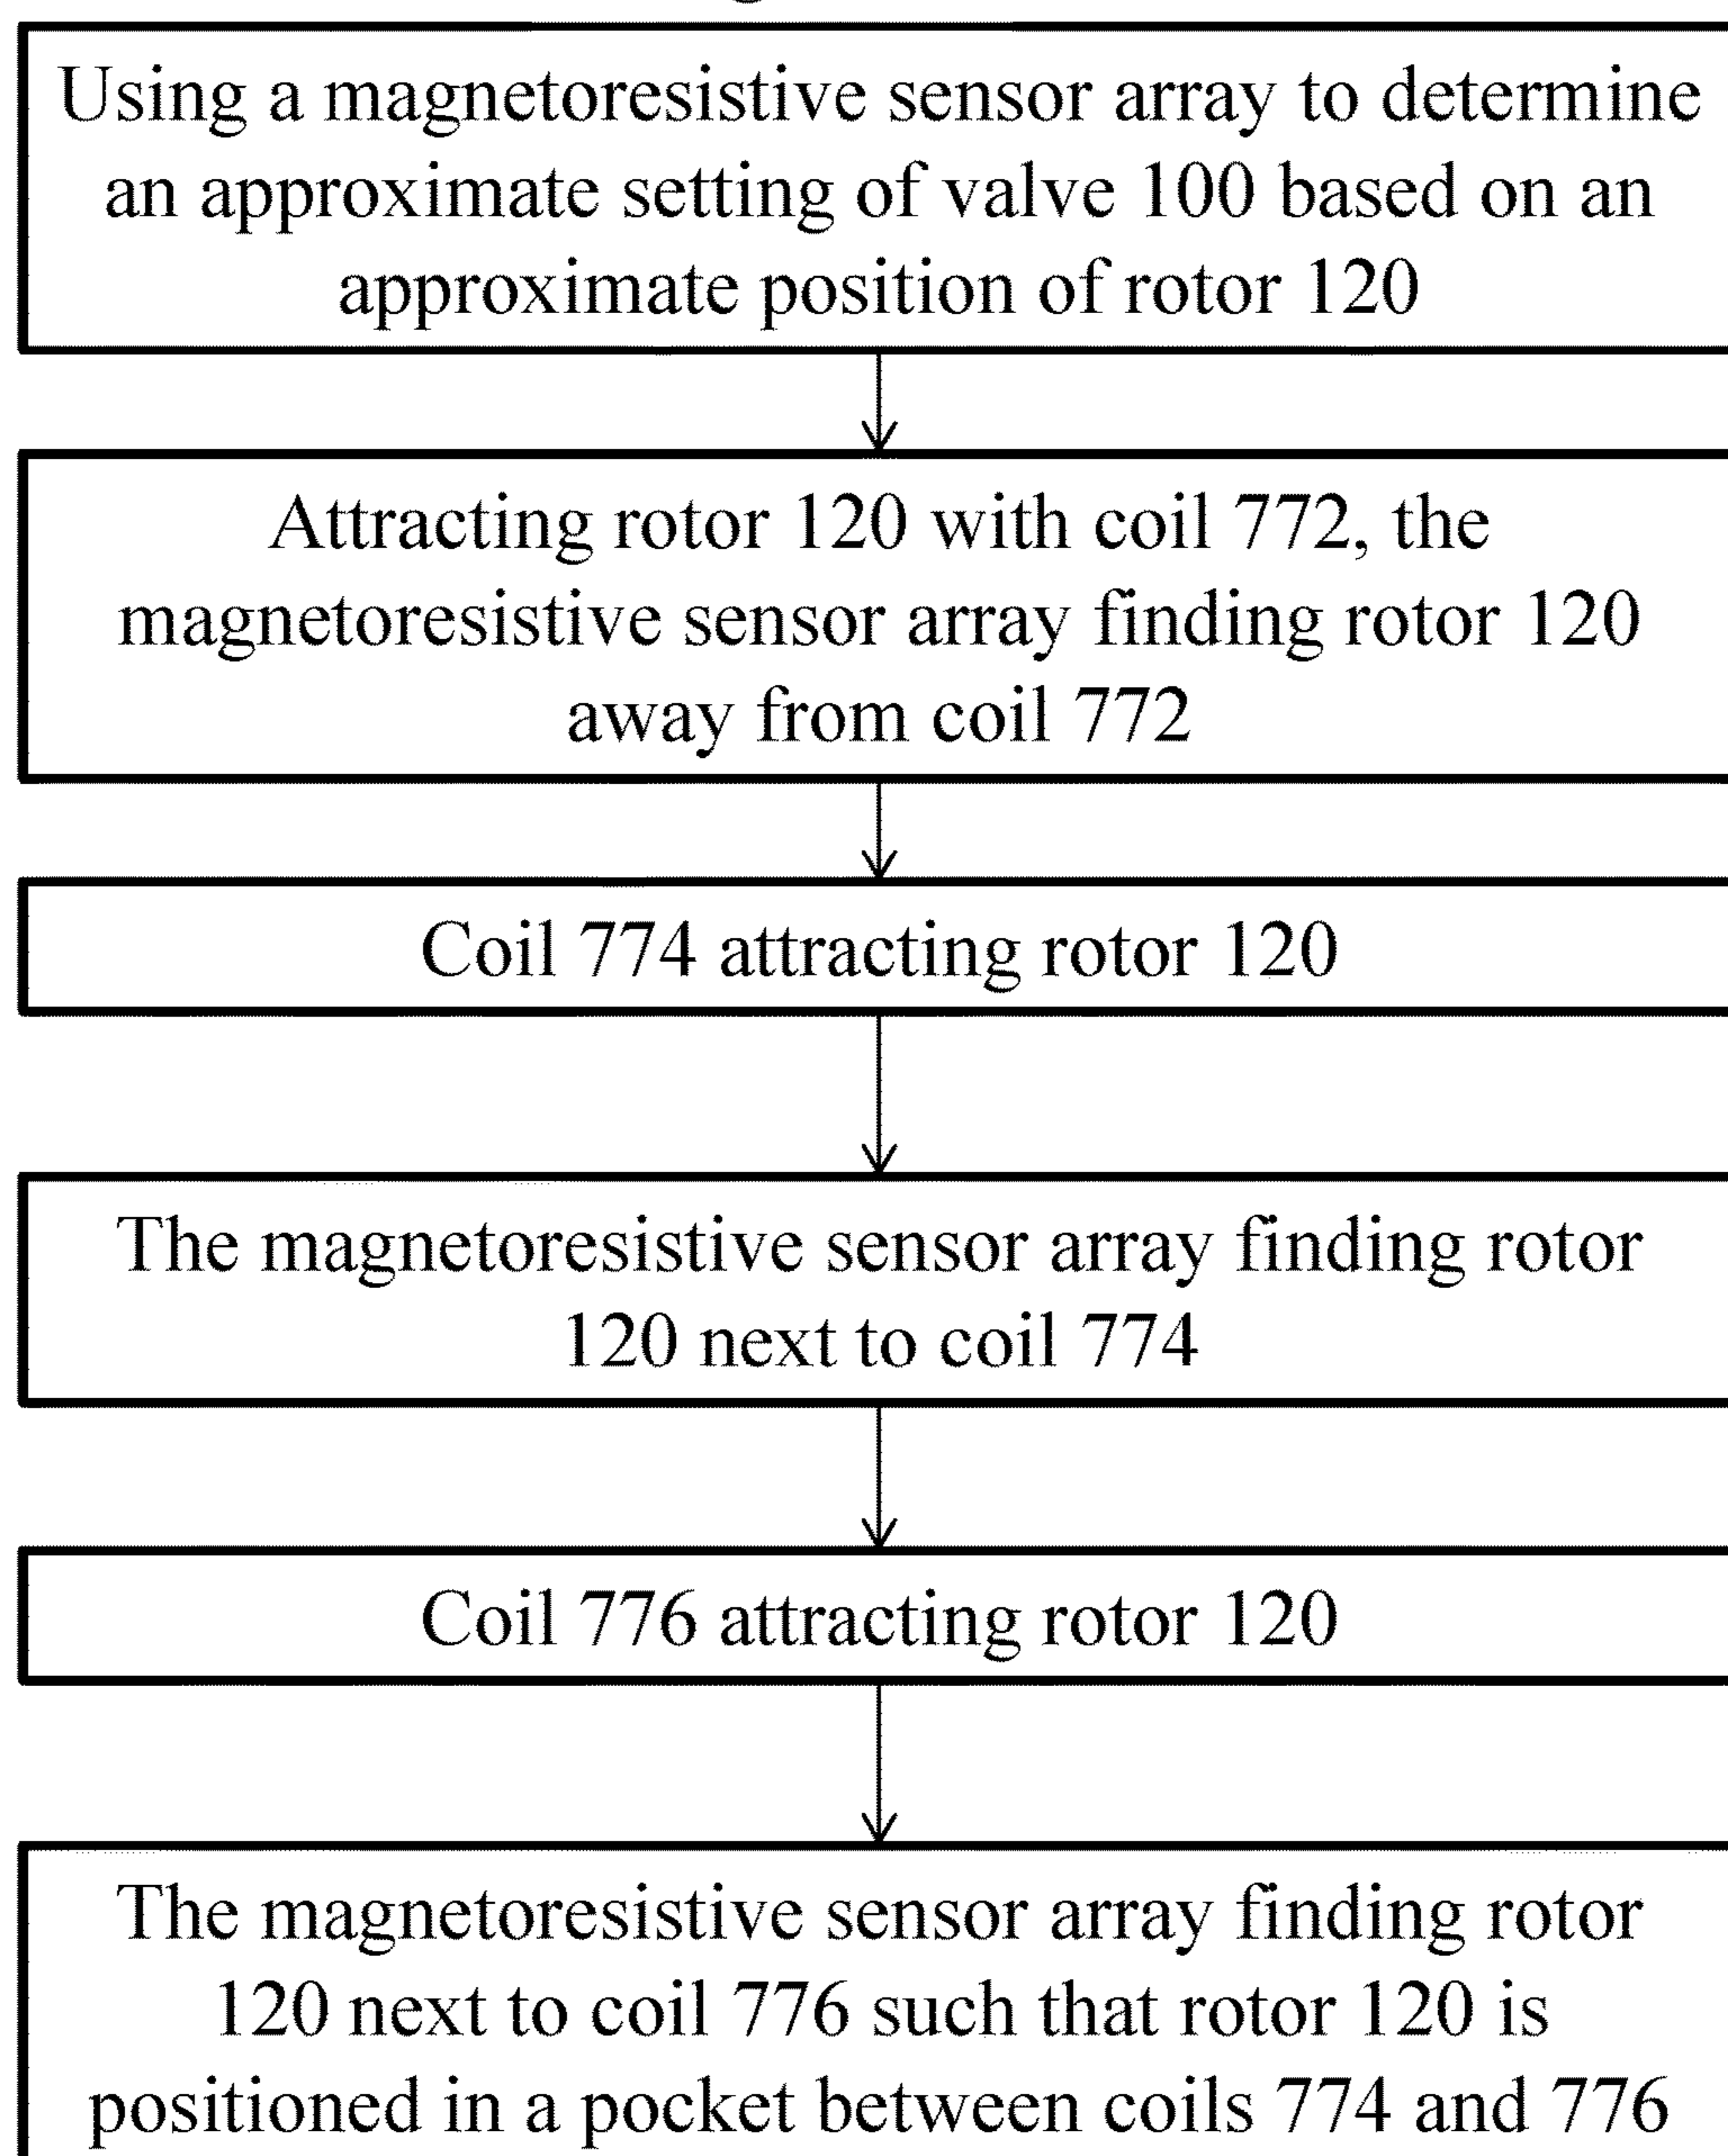 Using a magnetoresistive sensor array to determine
an approximate setting of valve 100 based on an
approximate position of rotor 120
Attracting rotor 120 with coil 772, the
magnetoresistive sensor array finding rotor 120
away from coil 772
Coil 774 attracting rotor 120
The magnetoresistive sensor array finding rotor
120 next to coil 774
Coil 776 attracting rotor 120
The magnetoresistive sensor array finding rotor
120 next to coil 776 such that rotor 120 is
positioned in a pocket between coils 774 and 776